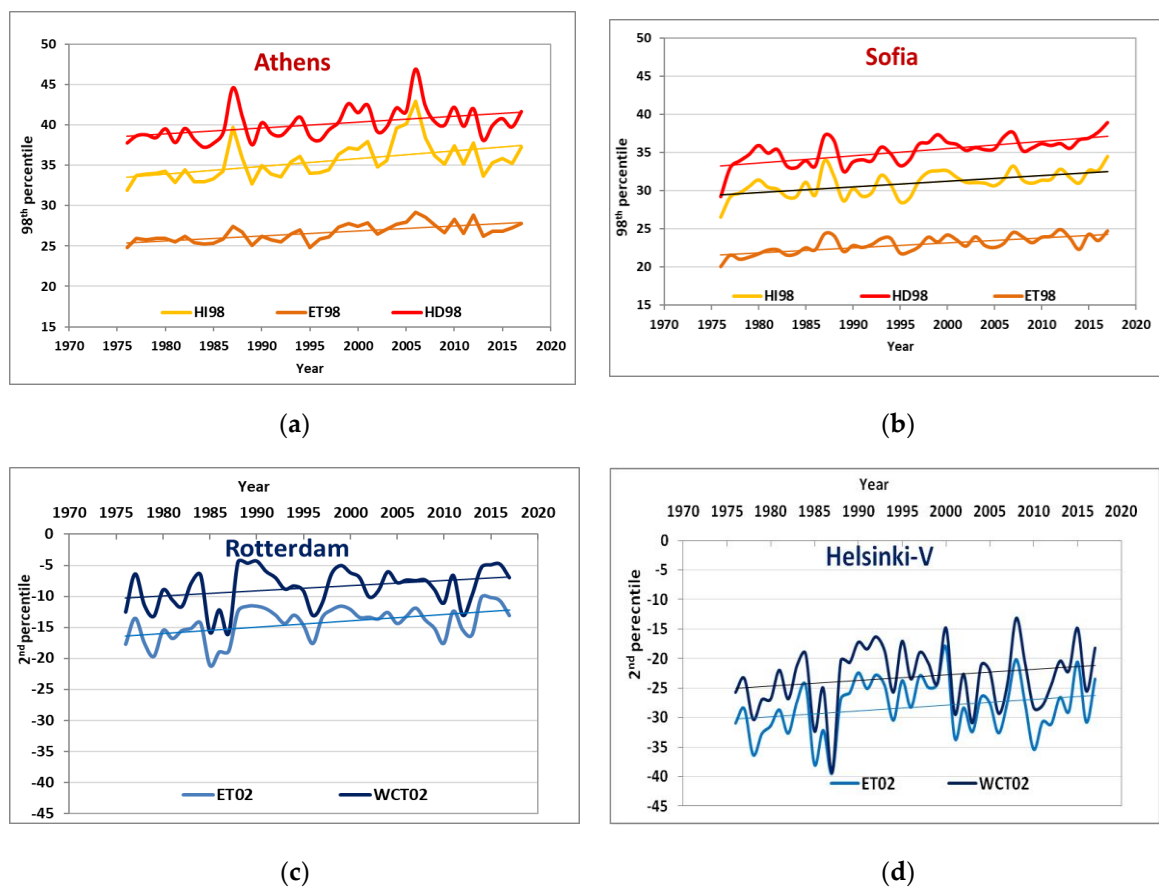 Athens
98th percentile
50
45
40
35
30
25
20
15
HI98 ET98 HD98
1970 1975 1980 1985 1990 1995 2000 2005 2010 2015 2020
Year
(a)
Sofia
98th percentile
50
45
40
35
30
25
20
15
HI98 HD98 ET98
1970 1975 1980 1985 1990 1995 2000 2005 2010 2015 2020
Year
(b)
Year
1970 1975 1980 1985 1990 1995 2000 2005 2010 2015 2020
Rotterdam
2nd percentile
0
-5
-10
-15
-20
-25
-30
-35
-40
-45
ET02 WCT02
(c)
Year
1970 1975 1980 1985 1990 1995 2000 2005 2010 2015 2020
Helsinki-V
2nd perecntile
0
-5
-10
-15
-20
-25
-30
-35
-40
-45
ET02 WCT02
(d)